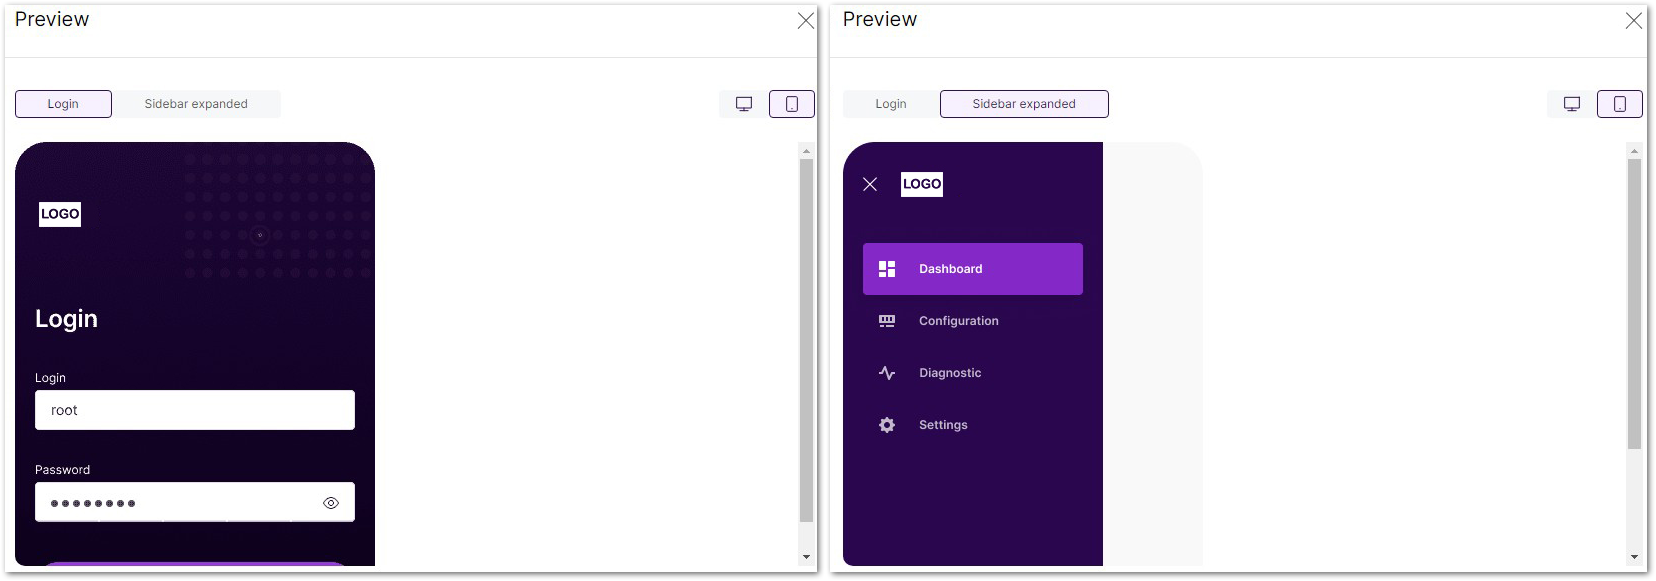 Preview
Login
Sidebar expanded
LOGO
Login
Login
root
Password
Preview
Login
Sidebar expanded
LOGO
Dashboard
Configuration
Diagnostic
Settings